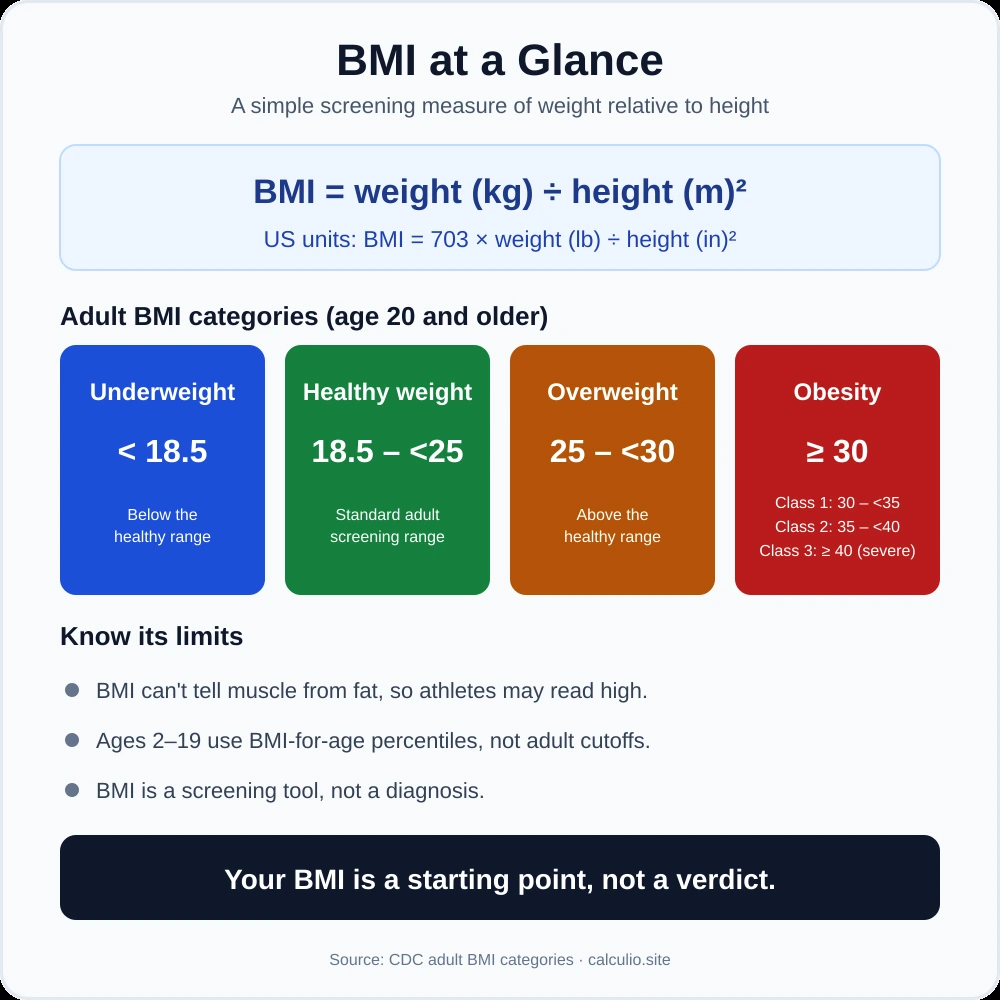 BMI at a Glance
A simple screening measure of weight relative to height
BMI = weight (kg) ÷ height (m)²
US units: BMI = 703 × weight (lb) ÷ height (in)²
Adult BMI categories (age 20 and older)
Underweight
< 18.5
Below the
healthy range
Healthy weight
18.5 – <25
Standard adult
screening range
Overweight
25 – <30
Above the
healthy range
Obesity
≥ 30
Class 1: 30 – <35
Class 2: 35 – <40
Class 3: ≥ 40 (severe)
Know its limits
BMI can't tell muscle from fat, so athletes may read high.
Ages 2–19 use BMI-for-age percentiles, not adult cutoffs.
BMI is a screening tool, not a diagnosis.
Your BMI is a starting point, not a verdict.
Source: CDC adult BMI categories · calculio.site